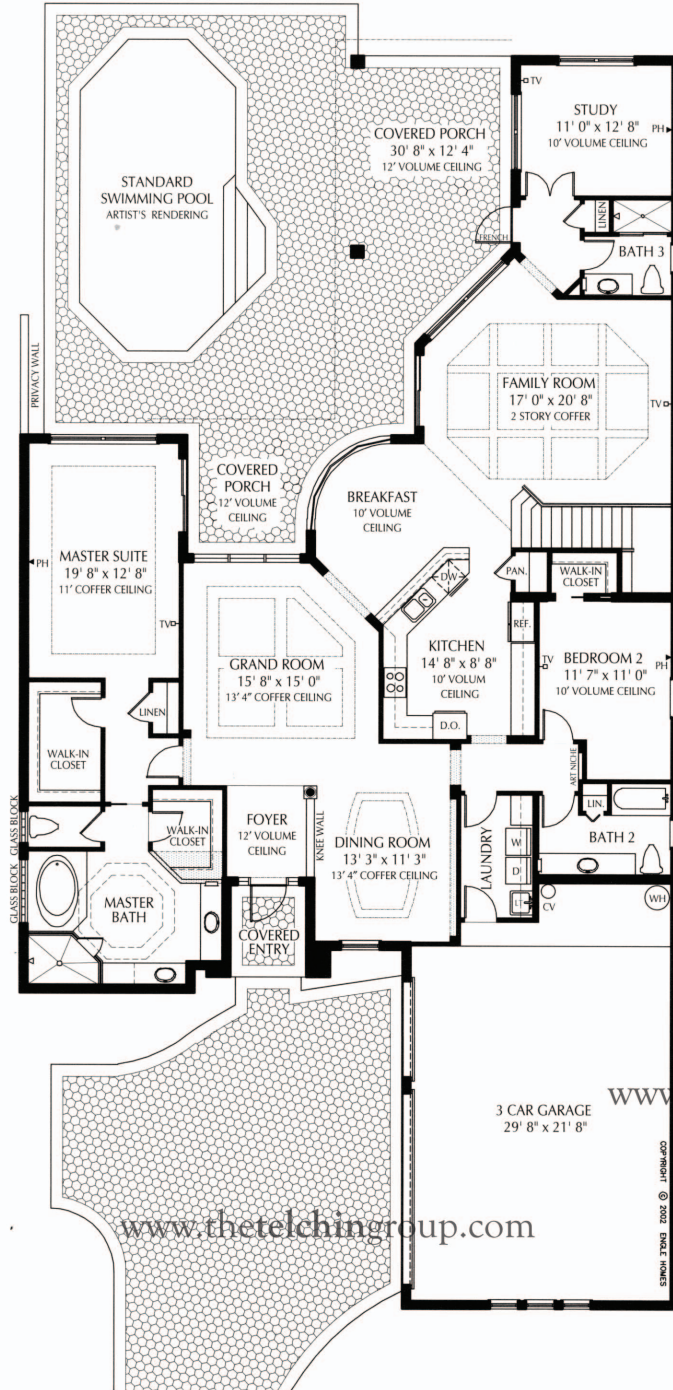 STUDY
11' 0" x 12' 8"
10' VOLUME CEILING
TV
PH
COVERED PORCH
30' 8" x 12' 4"
12' VOLUME CEILING
STANDARD
SWIMMING POOL
ARTIST'S RENDERING
LINEN
FRENCH
BATH 3
PRIVACY WALL
FAMILY ROOM
17' 0" x 20' 8"
2 STORY COFFER
TV
COVERED
PORCH
12' VOLUME
CEILING
BREAKFAST
10' VOLUME
CEILING
PH
MASTER SUITE
19' 8" x 12' 8"
11' COFFER CEILING
TV
DW
PAN.
WALK-IN
CLOSET
REF.
KITCHEN
14' 8" x 8' 8"
10' VOLUM
CEILING
D.O.
TV
BEDROOM 2
11' 7" x 11' 0"
10' VOLUME CEILING
PH
GRAND ROOM
15' 8" x 15' 0"
13' 4" COFFER CEILING
LINEN
WALK-IN
CLOSET
ART NICHE
GLASS BLOCK
GLASS BLOCK
WALK-IN
CLOSET
FOYER
12' VOLUME
CEILING
KNEE WALL
DINING ROOM
13' 3" x 11' 3"
13' 4" COFFER CEILING
LAUNDRY
W
D
LT
LIN.
BATH 2
MASTER
BATH
COVERED
ENTRY
CV
WH
3 CAR GARAGE
29' 8" x 21' 8"
www
COPYRIGHT © 2002 ENGLE HOMES
www.thetelchingroup.com